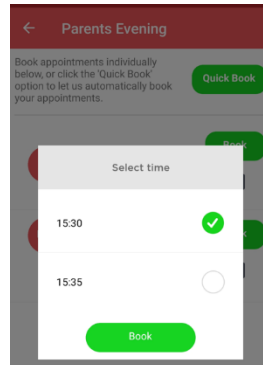 Parents Evening
Book appointments individually
below, or click the 'Quick Book'
option to let us automatically book
your appointments.
Quick Book
Book
Select time
15:30
15:35
Book